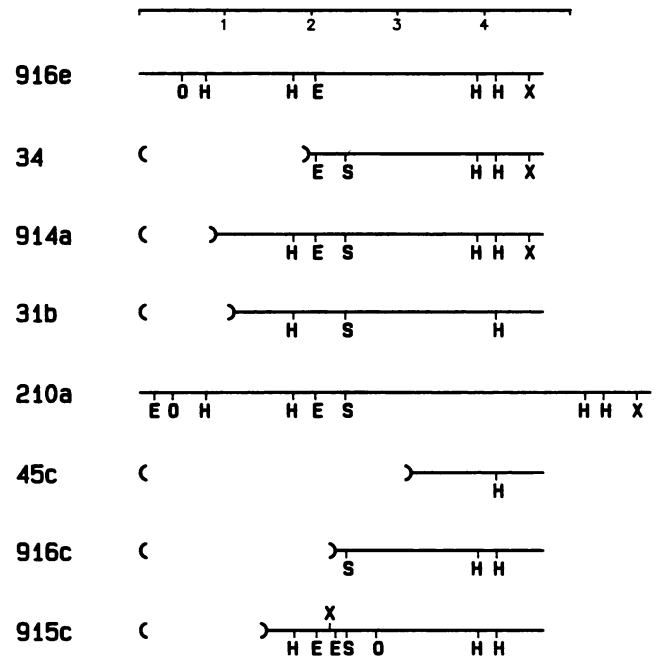 1 2 3 4
916e
O H H E H H X
34
E S H H X
914a
H E S H H X
31b
H S H
210a
E O H H E S H H X
45c
H
916c
S H H
X
915c
H E E S O H H